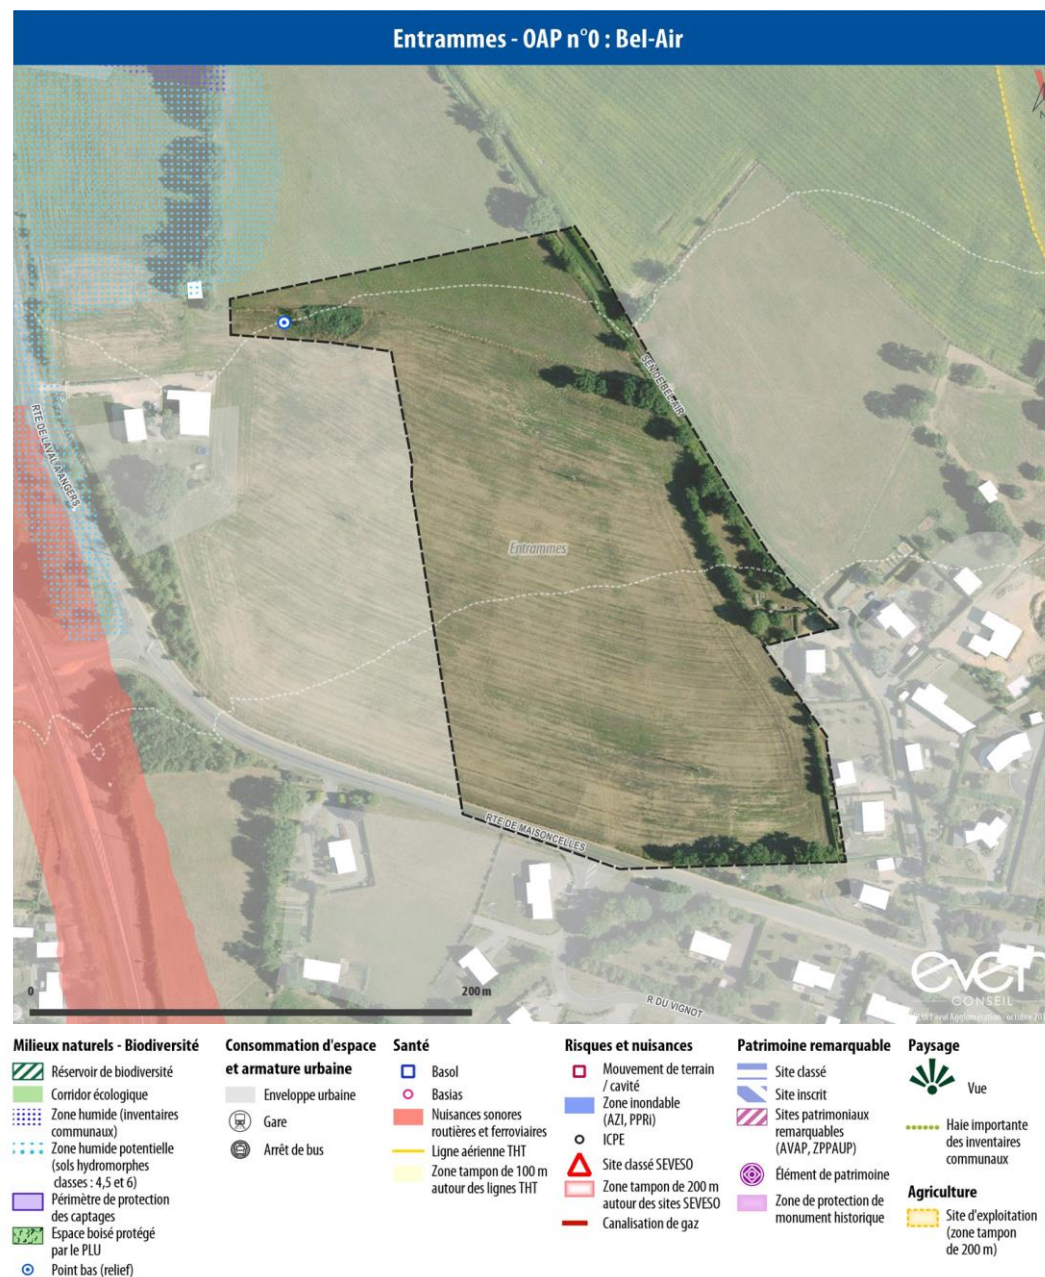 Entrammes - OAP n°0 : Bel-Air
N
SEN DE BEL-AIR
RTE DE LAVAL A ANGERS
Entrammes
RTE DE MAISONCELLES
R DU VIGNOT
0
200 m
even
CONSEIL
Laval Agglomération - octobre 20
Milieux naturels - Biodiversité
Réservoir de biodiversité
Corridor écologique
Zone humide (inventaires
communaux)
Zone humide potentielle
(sols hydromorphes
classes : 4,5 et 6)
Périmètre de protection
des captages
Espace boisé protégé
par le PLU
Point bas (relief)
Consommation d'espace
et armature urbaine
Enveloppe urbaine
Gare
Arrêt de bus
Santé
Basol
Basias
Nuisances sonores
routières et ferroviaires
Ligne aérienne THT
Zone tampon de 100 m
autour des lignes THT
Risques et nuisances
Mouvement de terrain
/ cavité
Zone inondable
(AZI, PPRi)
ICPE
Site classé SEVESO
Zone tampon de 200 m
autour des sites SEVESO
Canalisation de gaz
Patrimoine remarquable
Site classé
Site inscrit
Sites patrimoniaux
remarquables
(AVAP, ZPPAUP)
Élément de patrimoine
Zone de protection de
monument historique
Paysage
Vue
Haie importante
des inventaires
communaux
Agriculture
Site d'exploitation
(zone tampon
de 200 m)